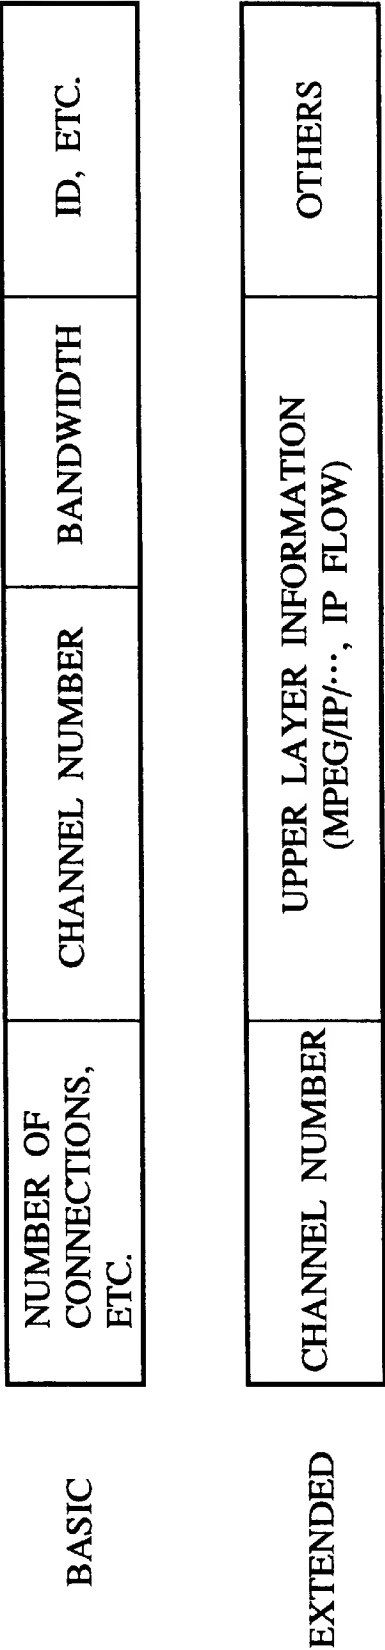 BASIC
NUMBER OF
CONNECTIONS,
ETC.
CHANNEL NUMBER
BANDWIDTH
ID, ETC.
EXTENDED
CHANNEL NUMBER
UPPER LAYER INFORMATION
(MPEG/IP/···, IP FLOW)
OTHERS